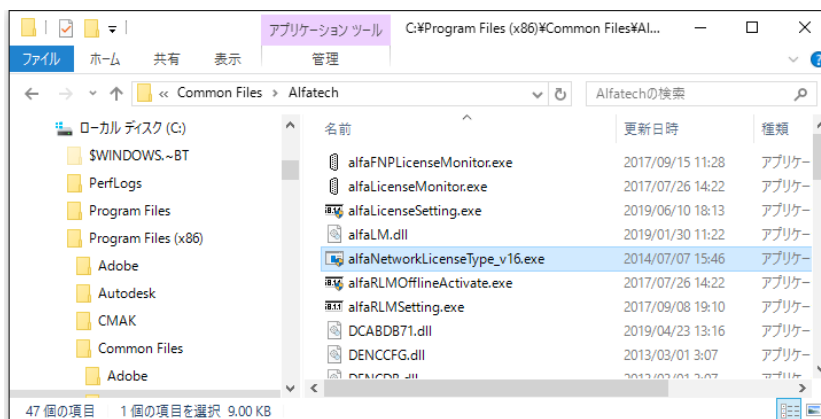 アプリケーション ツール C:¥Program Files (x86)¥Common Files¥Al...
ファイル ホーム 共有 表示 管理
« Common Files > Alfatech Alfatechの検索
ローカル ディスク (C:)
$WINDOWS.~BT
PerfLogs
Program Files
Program Files (x86)
Adobe
Autodesk
CMAK
Common Files
Adobe
名前 更新日時 種類
alfaFNPLicenseMonitor.exe 2017/09/15 11:28 アプリケー
alfaLicenseMonitor.exe 2017/07/26 14:22 アプリケー
alfaLicenseSetting.exe 2019/06/10 18:13 アプリケー
alfaLM.dll 2019/01/30 11:22 アプリケー
alfaNetworkLicenseType_v16.exe 2014/07/07 15:46 アプリケー
alfaRLMOfflineActivate.exe 2017/07/26 14:22 アプリケー
alfaRLMSetting.exe 2017/09/08 19:10 アプリケー
DCABDB71.dll 2019/04/23 13:16 アプリケー
DENCCFG.dll 2013/03/01 3:07 アプリケー
47 個の項目 1 個の項目を選択 9.00 KB